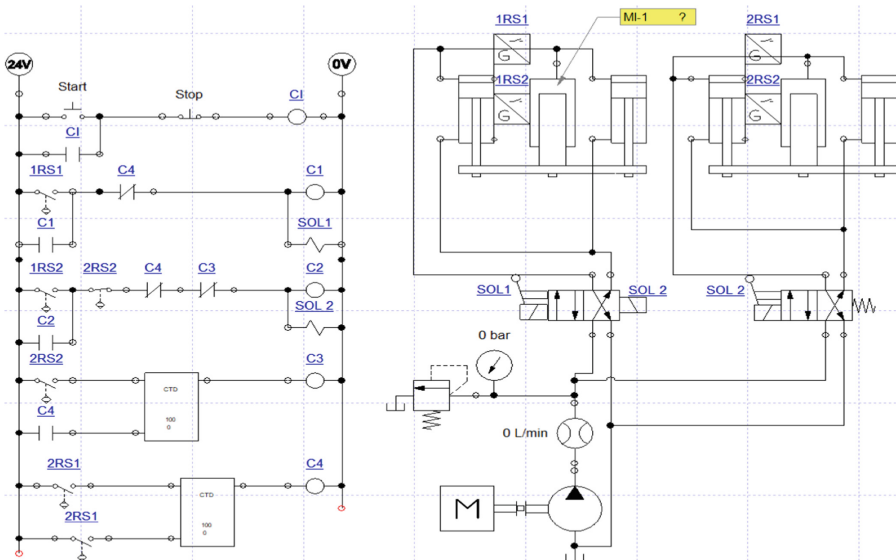 24V
0V
Start
Stop
CI
CI
1RS1
C4
C1
C1
SOL1
1RS2
2RS2
C4
C3
C2
C2
SOL 2
2RS2
C3
CTD
100
0
C4
2RS1
C4
CTD
100
0
2RS1
MI-1 ?
1RS1
G
1RS2
G
2RS1
G
2RS2
G
SOL1
SOL 2
SOL 2
0 bar
0 L/min
M